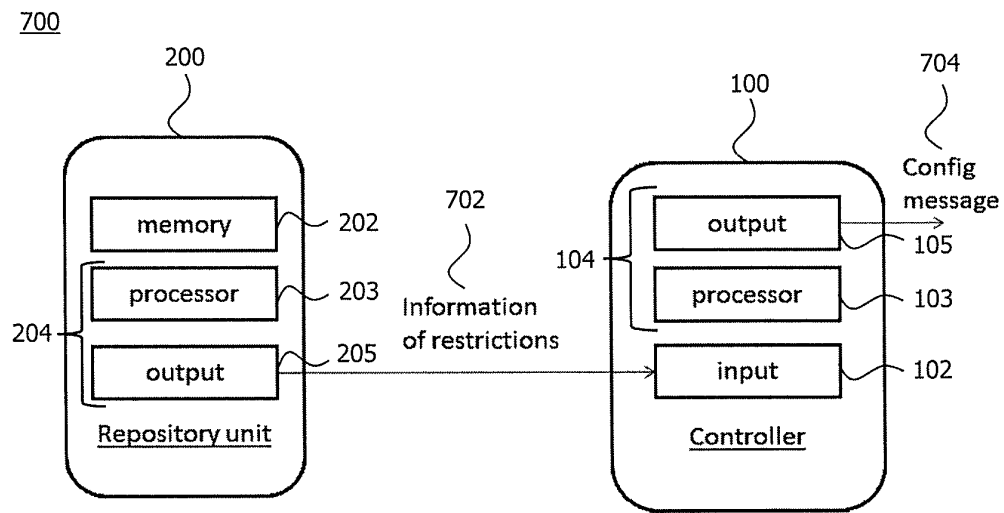 700
200
memory
202
processor
203
204
output
205
Repository unit
702
Information
of restrictions
100
704
Config
message
output
105
104
processor
103
input
102
Controller